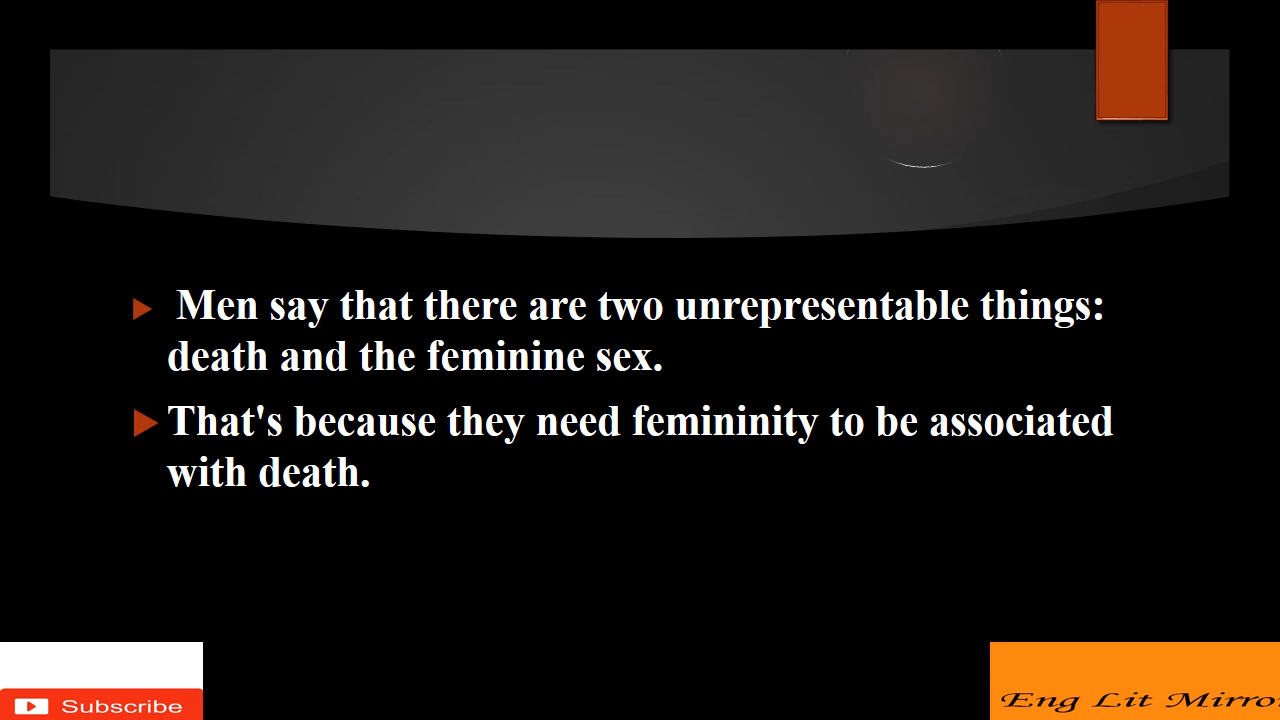 Men say that there are two unrepresentable things:
death and the feminine sex.
That's because they need femininity to be associated
with death.
Subscribe
Eng Lit Mirror